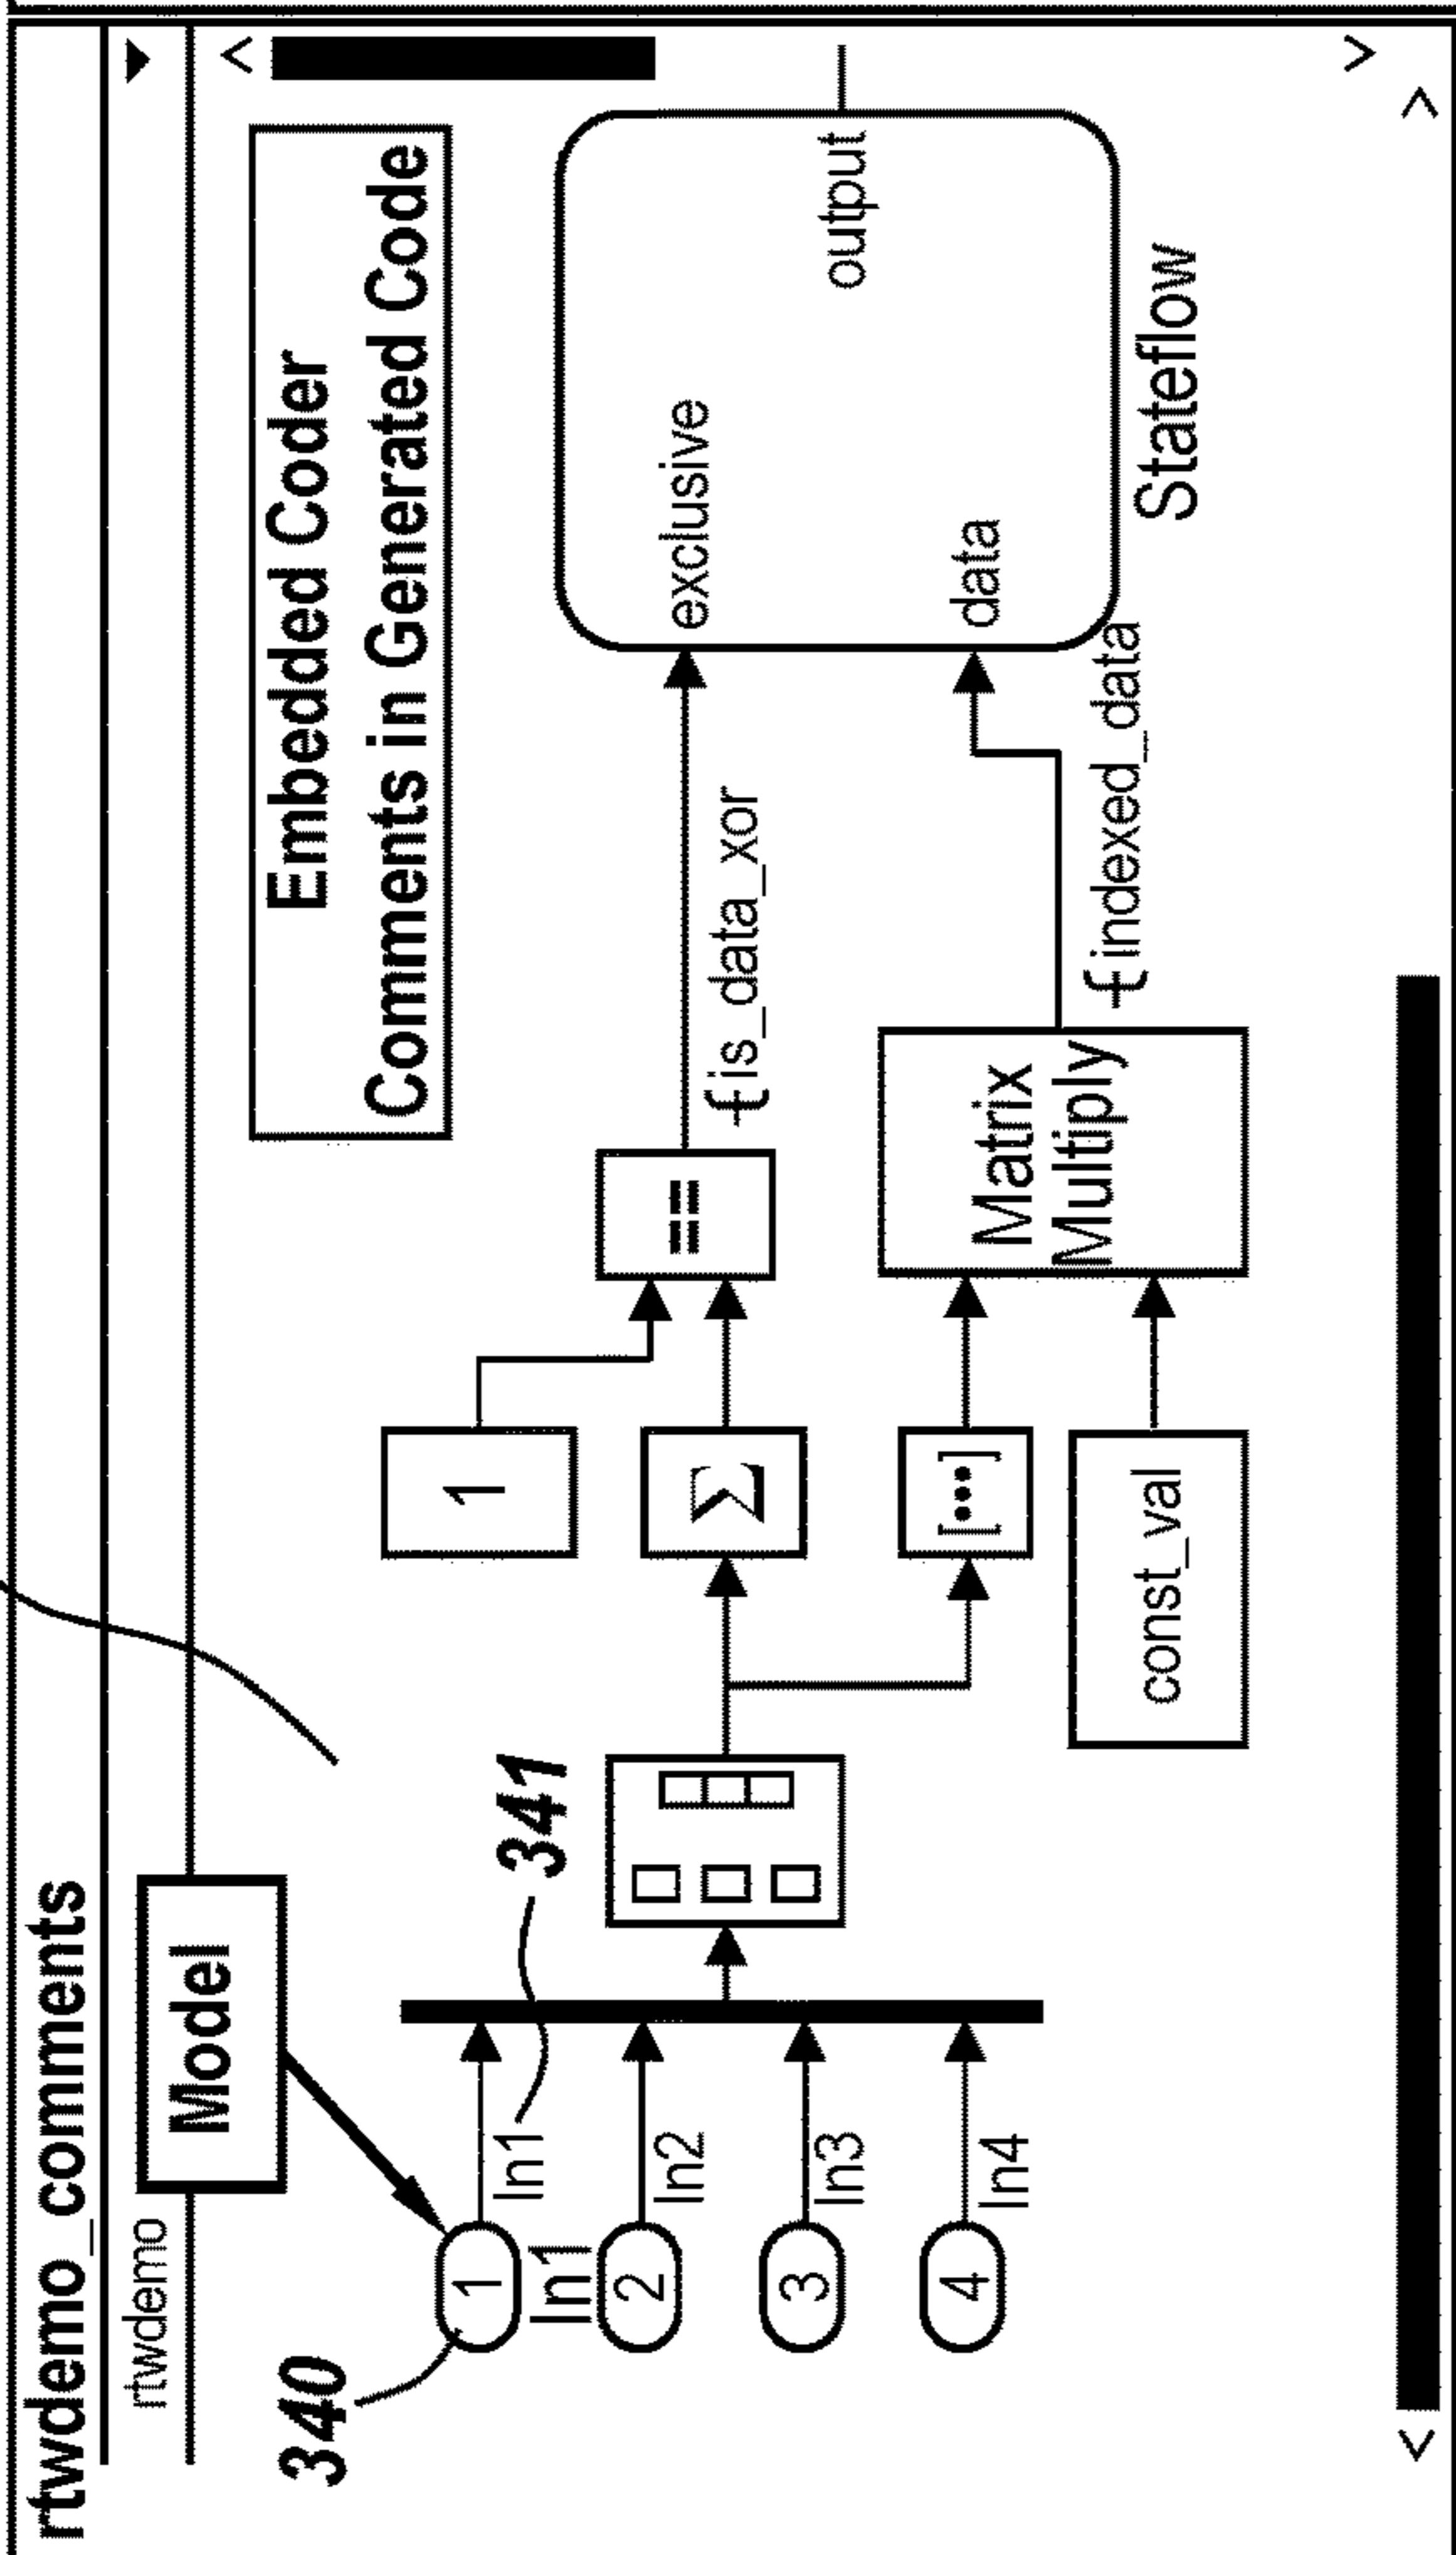 rtwdemo_comments
rtwdemo
Model
Embedded Coder
Comments in Generated Code
340
341
1
In1
In1
2
In2
3
In3
4
In4
1
Σ
==
is_data_xor
[•••]
const_val
Matrix
Multiply
indexed_data
exclusive
data
output
Stateflow